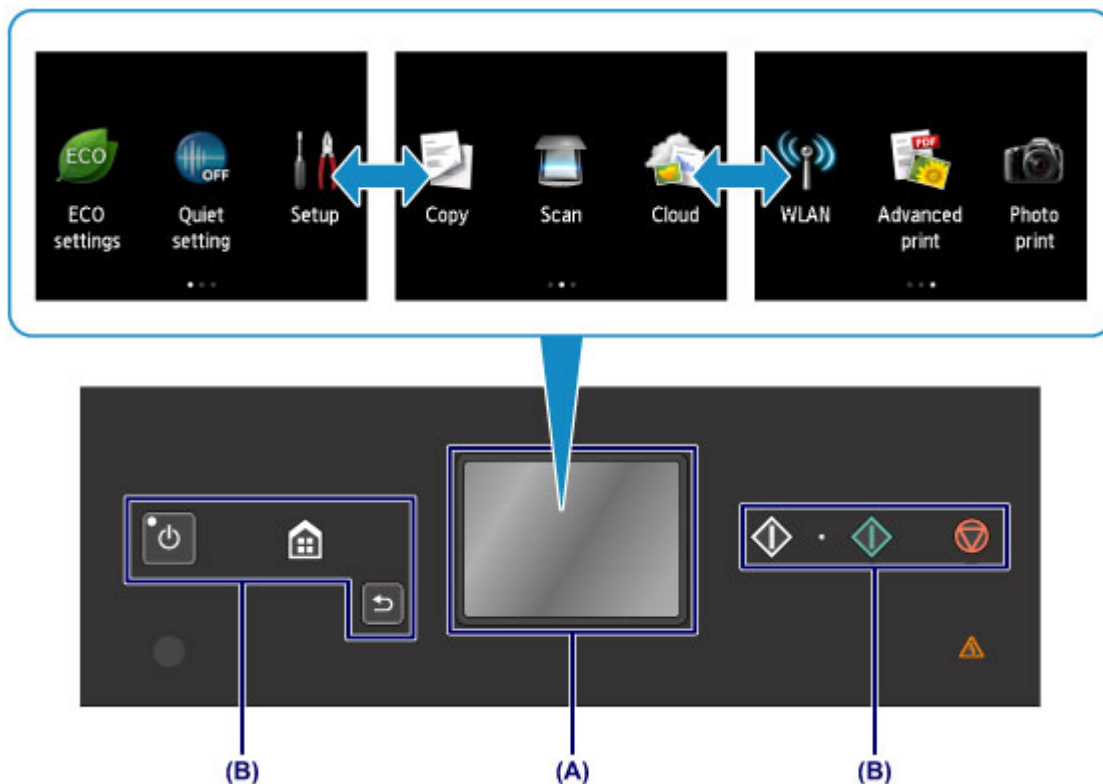 ECO
OFF
PDF
ECO
settings
Quiet
setting
Setup
Copy
Scan
Cloud
WLAN
Advanced
print
Photo
print
(B)
(A)
(B)